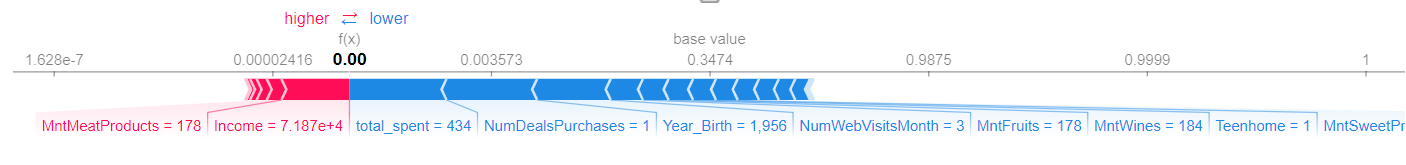 higher ⇄ lower
f(x) base value
1.628e-7 0.00002416 0.00 0.003573 0.3474 0.9875 0.9999 1
MntMeatProducts = 178 Income = 7.187e+4 total_spent = 434 NumDealsPurchases = 1 Year_Birth = 1,956 NumWebVisitsMonth = 3 MntFruits = 178 MntWines = 184 Teenhome = 1 MntSweetPr